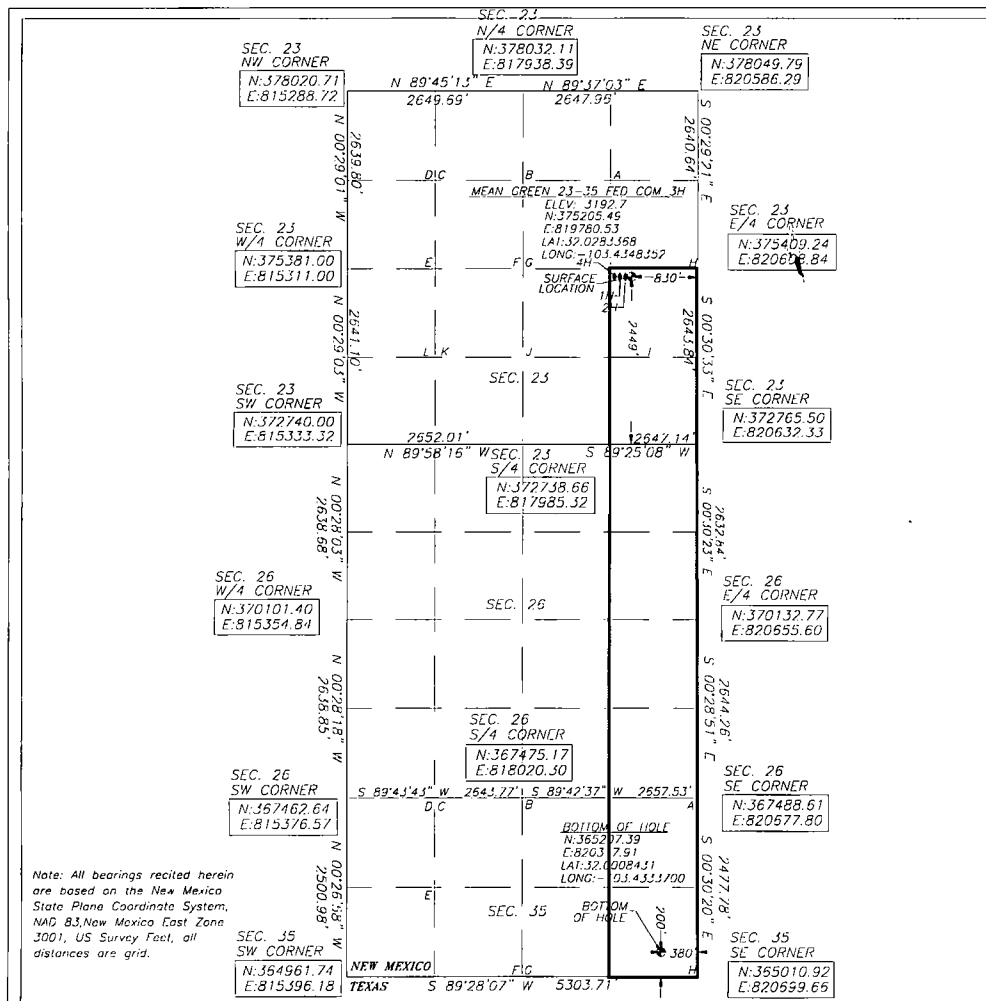 SEC. 23
N/4 CORNER
N:378032.11
E:817938.39
SEC. 23
NW CORNER
N:378020.71
E:815288.72
SEC. 23
NE CORNER
N:378049.79
E:820586.29
N 89°45'13" E
2649.69'
N 89°37'03" E
2647.95'
N 00°29'01" W
2639.80'
S 00°29'21" E
2640.64'
D C
B
A
MEAN GREEN 23-35 FED COM 3H
ELEV: 3192.7
N:375205.49
E:819780.53
LAT:32.0283368
LONG:-103.4348352
SEC. 23
W/4 CORNER
N:375381.00
E:815311.00
SEC. 23
E/4 CORNER
N:375409.24
E
F G
4H
H
SURFACE
LOCATION
830'
1H
2H
N 00°29'03" W
2641.10'
2449'
S 00°30'33" E
2643.84'
L K
J
I
SEC. 23
SEC. 23
SW CORNER
N:372740.00
E:815333.32
SEC. 23
SE CORNER
N:372765.50
E:820632.33
2652.01'
N 89°58'16" W
2647.14'
S 89°25'08" W
SEC. 23
S/4 CORNER
N:372738.66
E:817985.32
N 00°28'03" W
2638.68'
S 00°30'23" E
2632.84'
SEC. 26
W/4 CORNER
N:370101.40
E:815354.84
SEC. 26
SEC. 26
E/4 CORNER
N:370132.77
E:820655.60
N 00°28'18" W
2638.85'
S 00°28'51" E
2644.26'
SEC. 26
S/4 CORNER
N:367475.17
E:818020.30
SEC. 26
SW CORNER
N:367462.64
E:815376.57
SEC. 26
SE CORNER
N:367488.61
E:820677.80
S 89°43'43" W
2643.77'
S 89°42'37" W
2657.53'
D C
B
A
BOTTOM OF HOLE
LONG:-103.4333700
N 00°26'48" W
2500.98'
S 00°30'20" E
2477.78'
E
SEC. 35
BOTTOM
OF HOLE
200'
380'
Note: All bearings recited herein
are based on the New Mexico
State Plane Coordinate System,
NAD 83, New Mexico East Zone
3001, US Survey Feet, all
distances are grid.
SEC. 35
SW CORNER
N:364961.74
E:815396.18
SEC. 35
SE CORNER
N:365010.92
E:820699.66
NEW MEXICO
TEXAS
F G
H
S 89°28'07" W
5303.71'